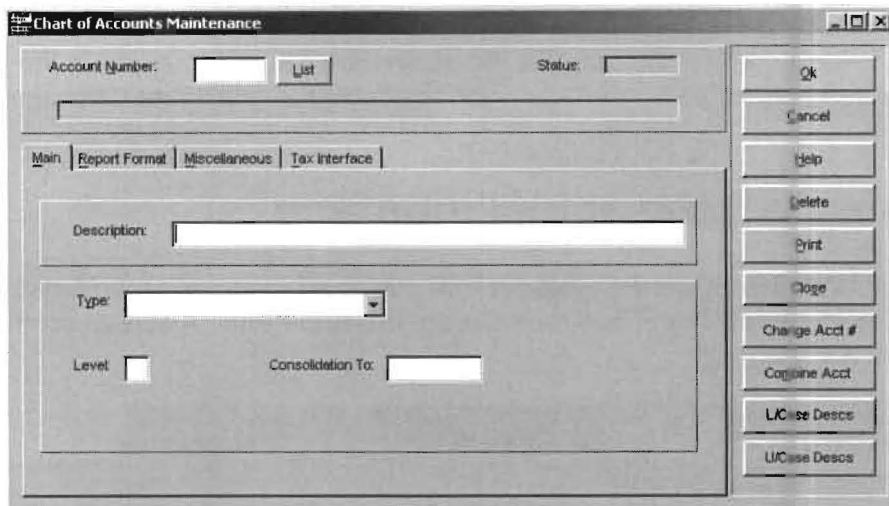 Chart of Accounts Maintenance
Account Number: List Status:
Main Report Format Miscellaneous Tax Interface
Description:
Type:
Level: Consolidation To:
Ok
Cancel
Help
Delete
Print
Close
Change Acct #
Combine Acct
L/Case Descs
U/Case Descs